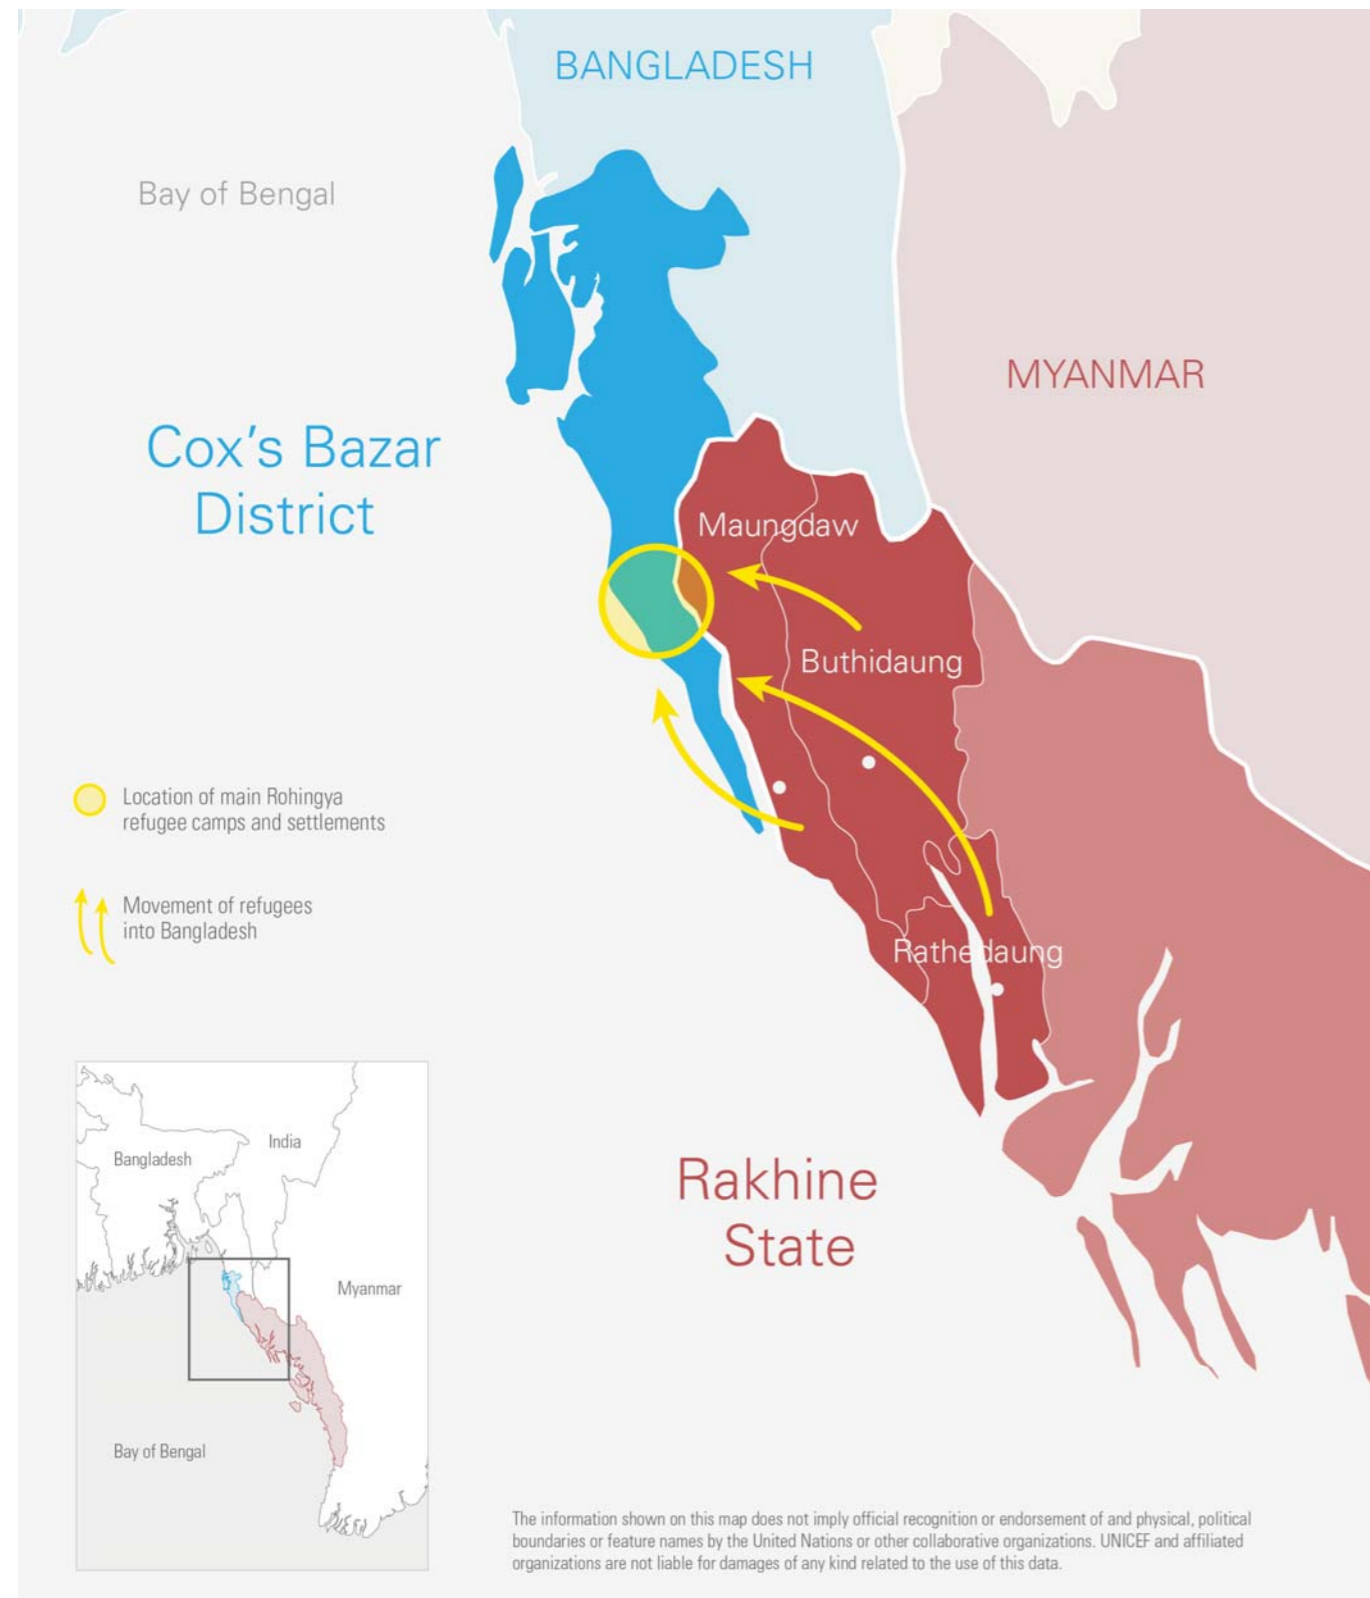 BANGLADESH
Bay of Bengal
MYANMAR
Cox's Bazar
District
Maungdaw
Buthidaung
Location of main Rohingya
refugee camps and settlements
Movement of refugees
into Bangladesh
Rathedaung
India
Bangladesh
Rakhine
State
Myanmar
Bay of Bengal
The information shown on this map does not imply official recognition or endorsement of and physical, political
boundaries or feature names by the United Nations or other collaborative organizations. UNICEF and affiliated
organizations are not liable for damages of any kind related to the use of this data.